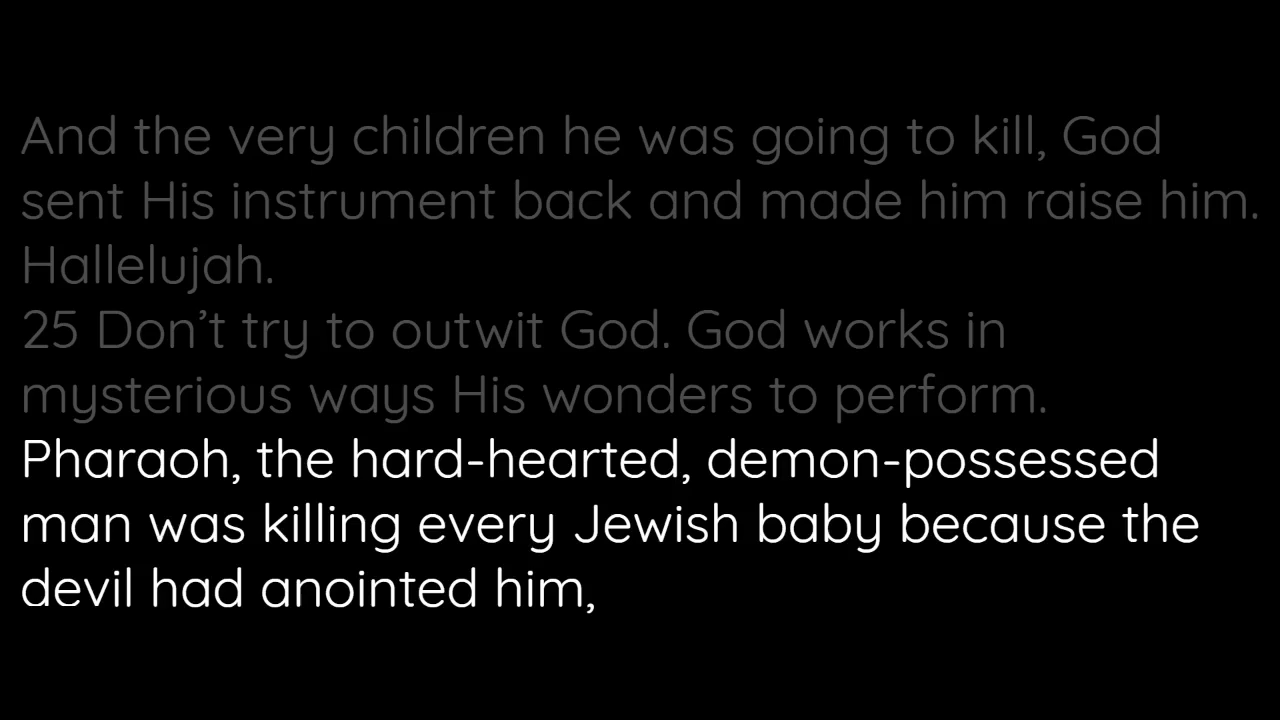 And the very children he was going to kill, God
sent His instrument back and made him raise him.
Hallelujah.
25 Don’t try to outwit God. God works in
mysterious ways His wonders to perform.
Pharaoh, the hard-hearted, demon-possessed
man was killing every Jewish baby because the
devil had anointed him,